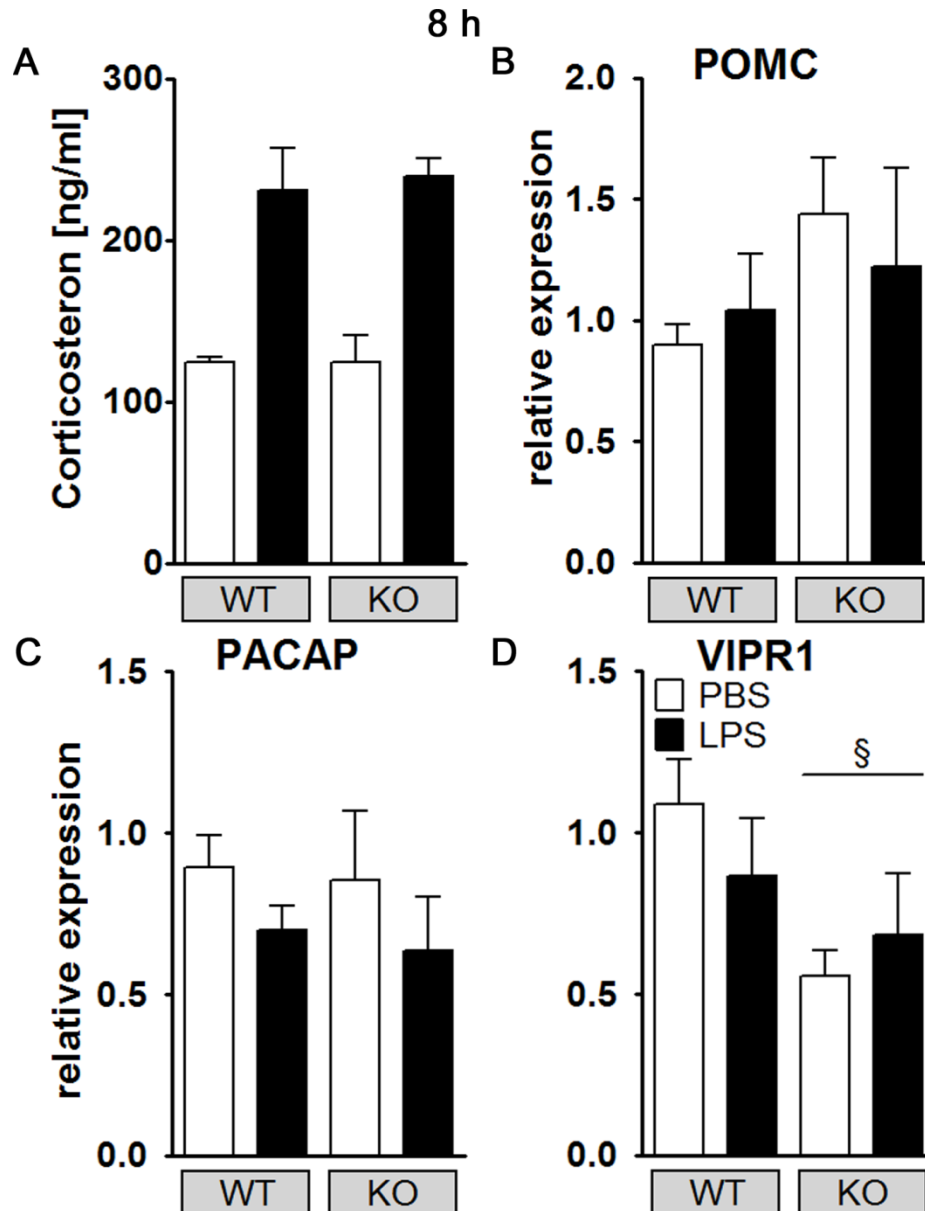 8 h
A
Corticosteron [ng/ml]
300
200
100
0
WT
KO
B
POMC
relative expression
2.0
1.5
1.0
0.5
0.0
WT
KO
C
PACAP
relative expression
1.5
1.0
0.5
0.0
WT
KO
D
VIPR1
PBS
LPS
§
1.5
1.0
0.5
0.0
WT
KO